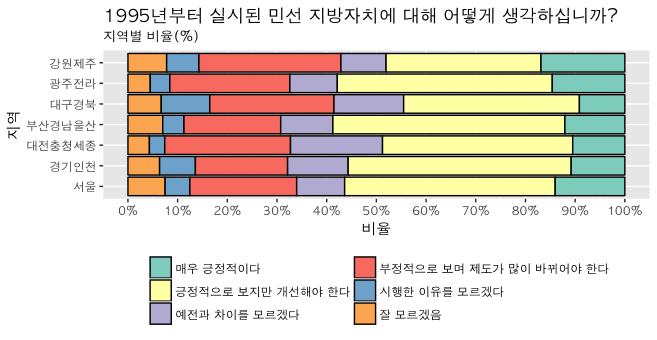 1995년부터 실시된 민선 지방자치에 대해 어떻게 생각하십니까?
지역별 비율(%)
지역
강원제주
광주전라
대구경북
부산경남울산
대전충청세종
경기인천
서울
0% 10% 20% 30% 40% 50% 60% 70% 80% 90% 100%
비율
매우 긍정적이다
부정적으로 보며 제도가 많이 바뀌어야 한다
긍정적으로 보지만 개선해야 한다
시행한 이유를 모르겠다
예전과 차이를 모르겠다
잘 모르겠음